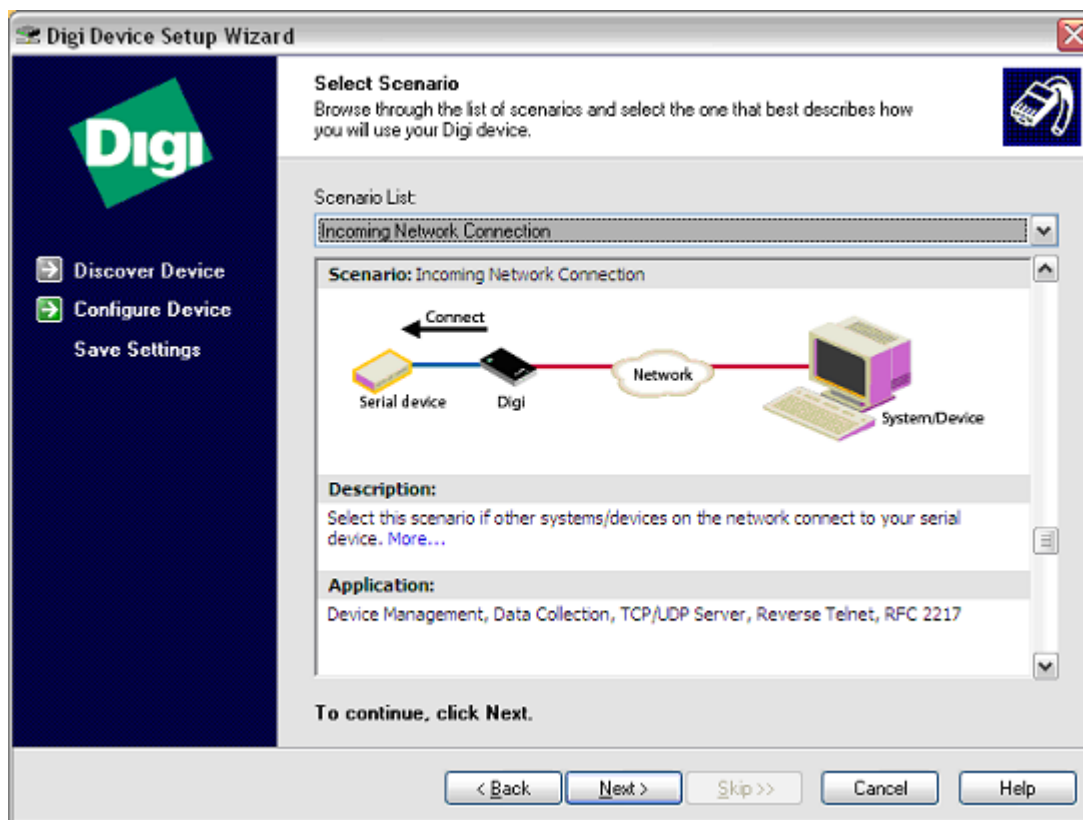 Digi Device Setup Wizard
Digi
Discover Device
Configure Device
Save Settings
Select Scenario
Browse through the list of scenarios and select the one that best describes how
you will use your Digi device.
Scenario List:
Incoming Network Connection
Scenario: Incoming Network Connection
Connect
Serial device
Digi
Network
System/Device
Description:
Select this scenario if other systems/devices on the network connect to your serial
device. More...
Application:
Device Management, Data Collection, TCP/UDP Server, Reverse Telnet, RFC 2217
To continue, click Next.
< Back
Next >
Skip >>
Cancel
Help